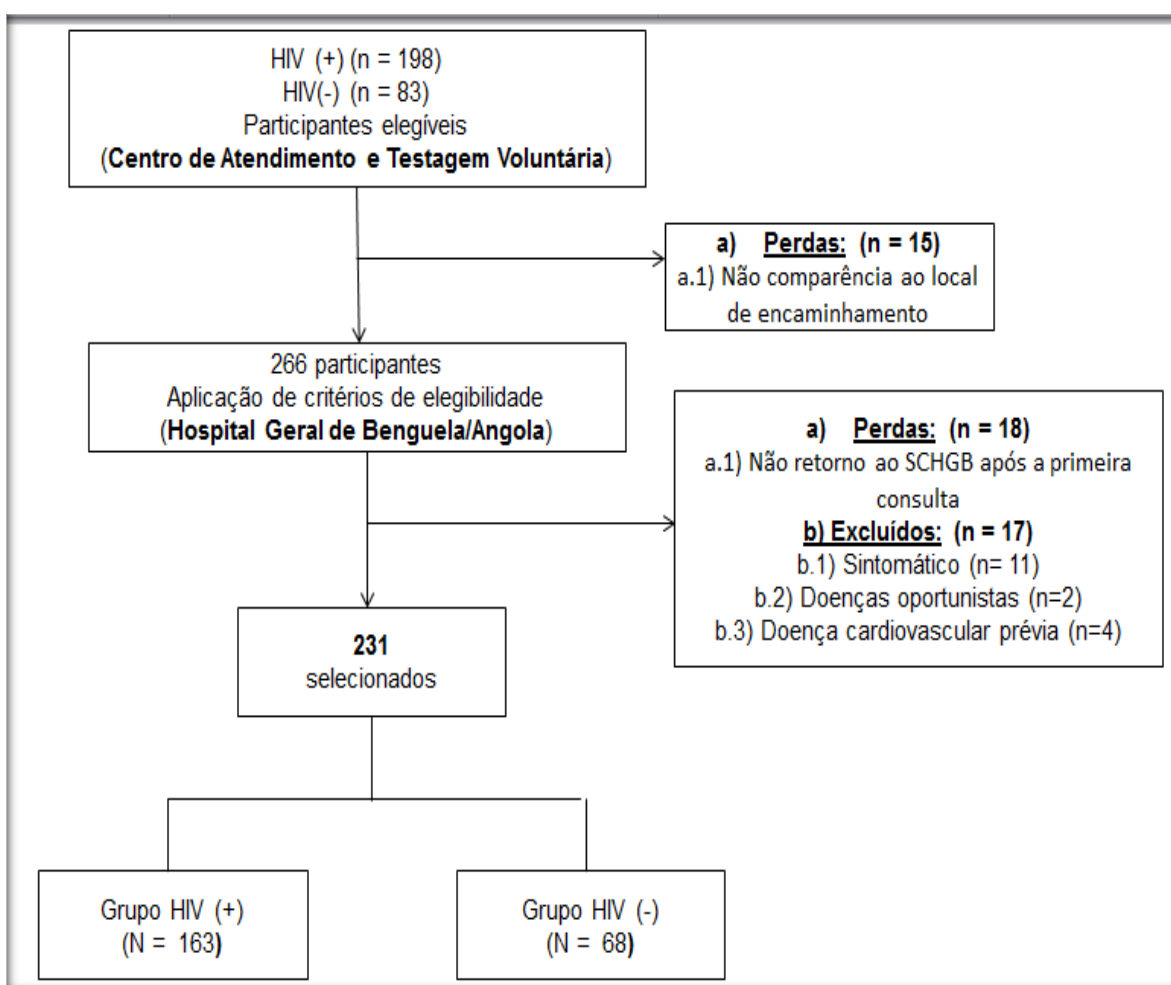 HIV (+) (n = 198)
HIV(-) (n = 83)
Participantes elegíveis
(Centro de Atendimento e Testagem Voluntária)
a) Perdas: (n = 15)
a.1) Não comparência ao local
de encaminhamento
266 participantes
Aplicação de critérios de elegibilidade
(Hospital Geral de Benguela/Angola)
a) Perdas: (n = 18)
a.1) Não retorno ao SCHGB após a primeira
consulta
b) Excluídos: (n = 17)
b.1) Sintomático (n= 11)
b.2) Doenças oportunistas (n=2)
b.3) Doença cardiovascular prévia (n=4)
231
selecionados
Grupo HIV (+)
(N = 163)
Grupo HIV (-)
(N = 68)